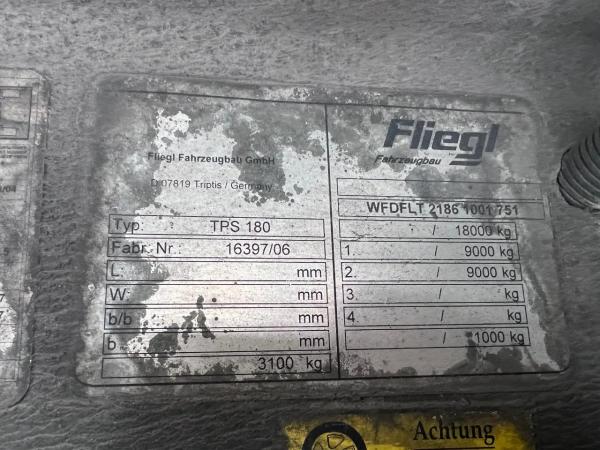 Fliegl
Fahrzeugbau
Fliegl Fahrzeugbau GmbH
D 07819 Triptis / Germany
Typ: TPS 180
Fabr. Nr.: 16397/06
L: mm
W: mm
b/b mm
b mm
3100 kg
WFDFLT 2186 1001 751
/ 18000 kg
1. / 9000 kg
2. / 9000 kg
3. / kg
4. / kg
/ 1000 kg
Achtung